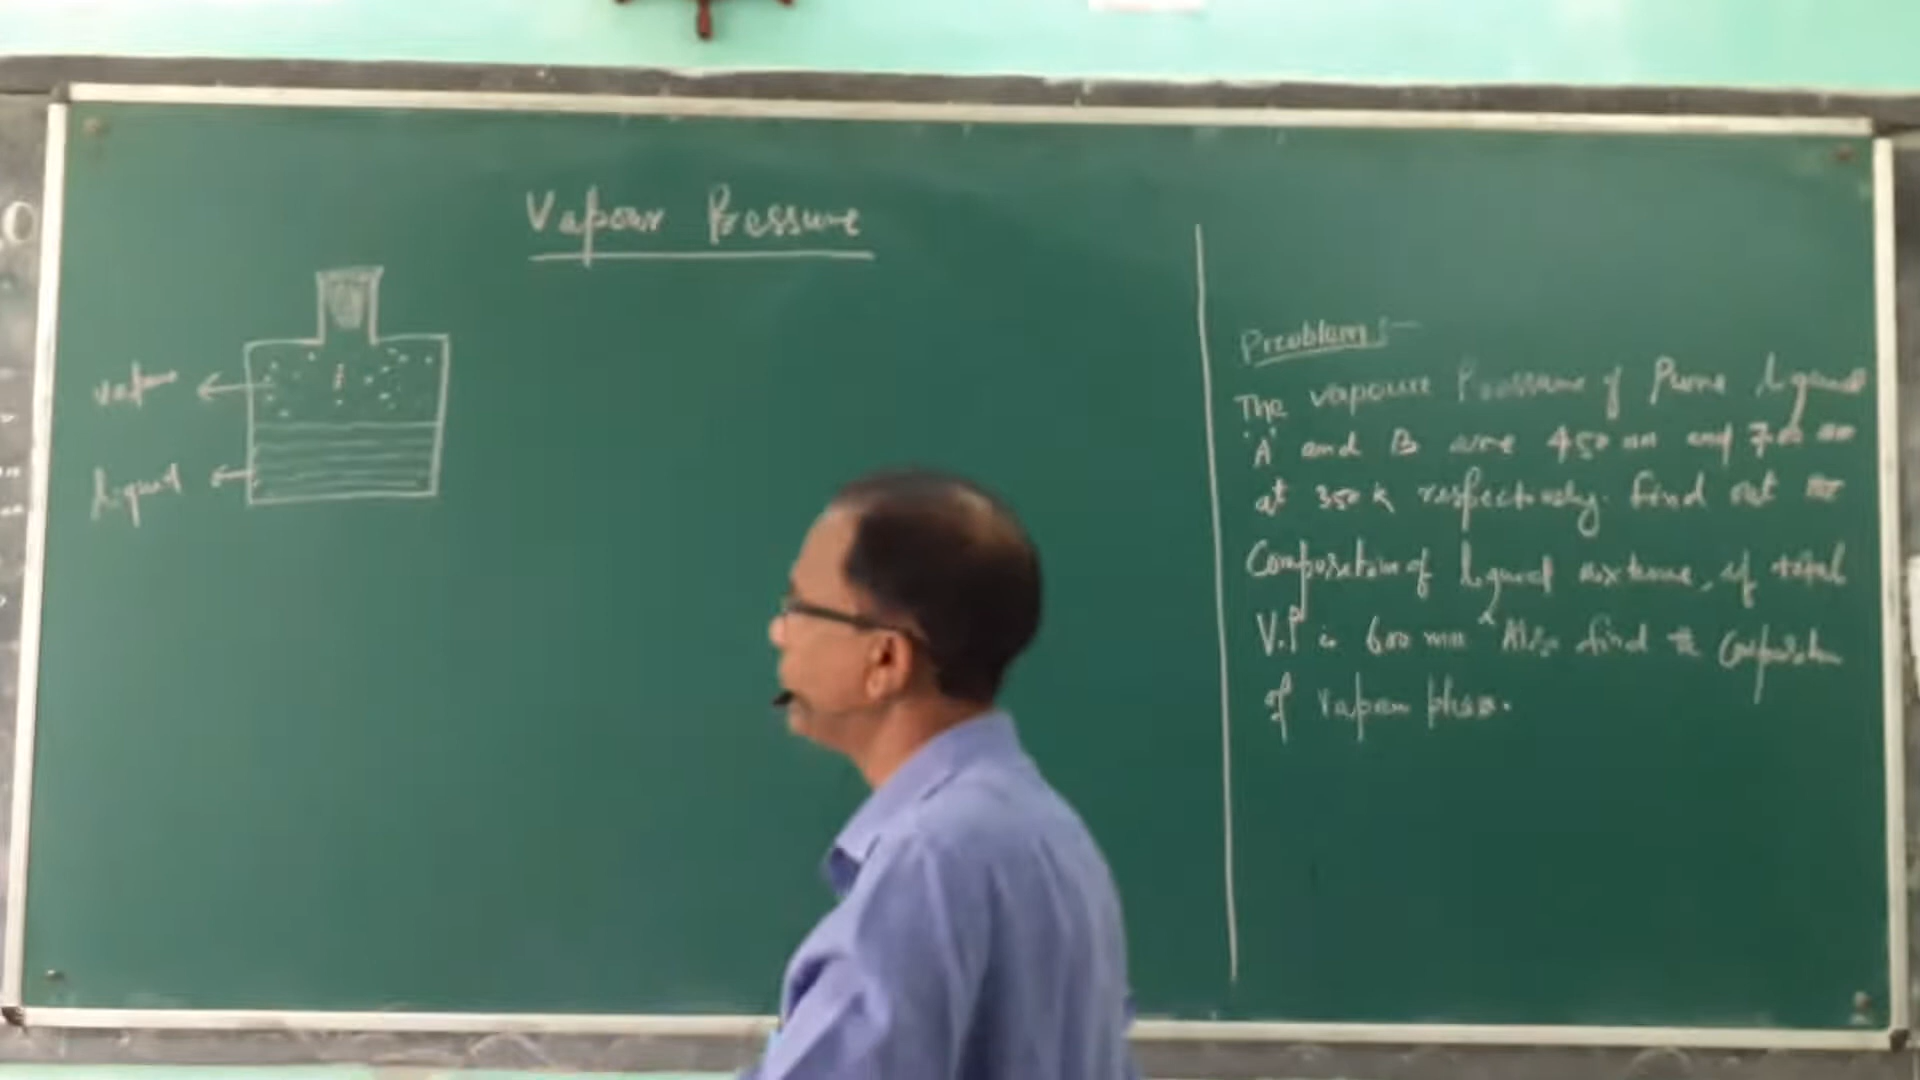 Vapour Pressure
vapour
liquid
Problem :-
The vapour Pressure of Pure liquid
'A' and B are 450 mm and 700 mm
at 350 K respectively. Find out the
Composition of liquid mixture, if total
V.P is 600 mm. Also find the Composition
of vapour phase.